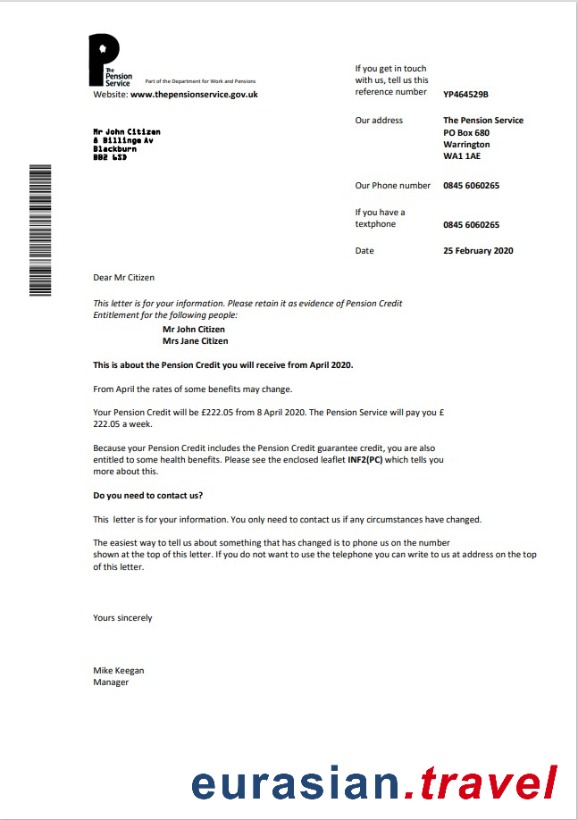 The
Pension
Service
Part of the Department for Work and Pensions
Website: www.thepensionservice.gov.uk
Mr John Citizen
6 Billinge Av
Blackburn
BB2 6SD
If you get in touch
with us, tell us this
reference number YP464529B
Our address The Pension Service
PO Box 680
Warrington
WA1 1AE
Our Phone number 0845 6060265
If you have a
textphone 0845 6060265
Date 25 February 2020
Dear Mr Citizen
This letter is for your information. Please retain it as evidence of Pension Credit
Entitlement for the following people:
Mr John Citizen
Mrs Jane Citizen
This is about the Pension Credit you will receive from April 2020.
From April the rates of some benefits may change.
Your Pension Credit will be £222.05 from 8 April 2020. The Pension Service will pay you £
222.05 a week.
Because your Pension Credit includes the Pension Credit guarantee credit, you are also
entitled to some health benefits. Please see the enclosed leaflet INF2(PC) which tells you
more about this.
Do you need to contact us?
This letter is for your information. You only need to contact us if any circumstances have changed.
The easiest way to tell us about something that has changed is to phone us on the number
shown at the top of this letter. If you do not want to use the telephone you can write to us at address on the top
of this letter.
Yours sincerely
Mike Keegan
Manager
eurasian.travel